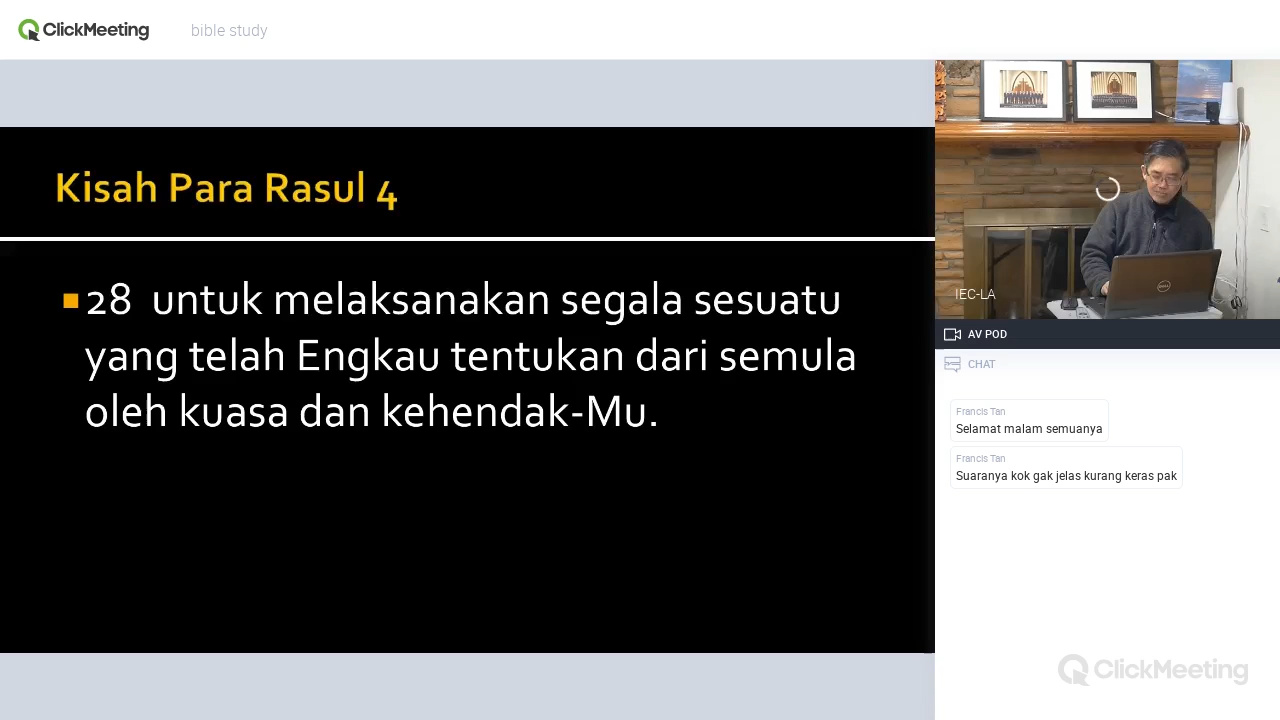 ClickMeeting
bible study
Kisah Para Rasul 4
28 untuk melaksanakan segala sesuatu
yang telah Engkau tentukan dari semula
oleh kuasa dan kehendak-Mu.
IEC-LA
AV POD
CHAT
Francis Tan
Selamat malam semuanya
Francis Tan
Suaranya kok gak jelas kurang keras pak
ClickMeeting